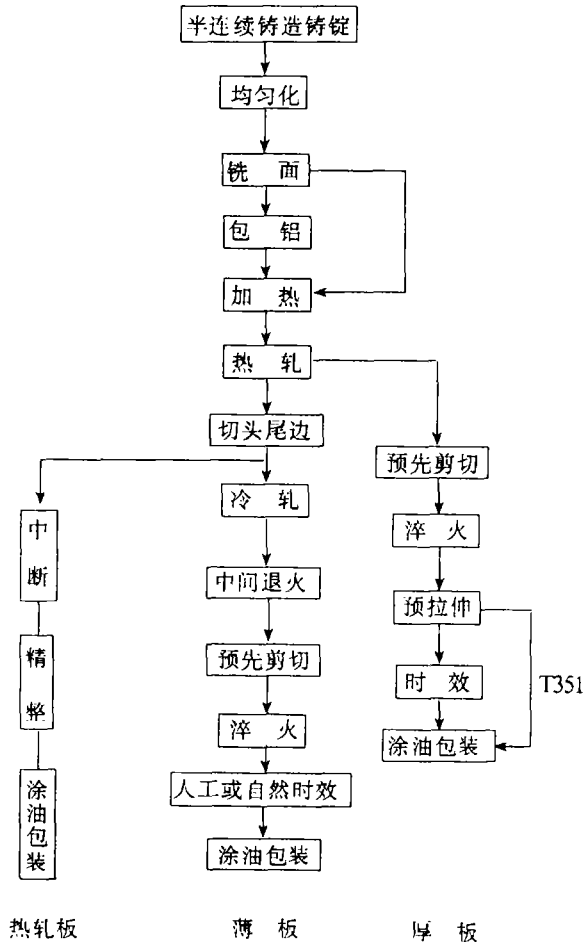 半连续铸造铸锭
均匀化
铣 面
包 铝
加 热
热 轧
切头尾边
冷 轧
中间退火
预先剪切
淬 火
人工或自然时效
涂油包装
中断
精整
涂油包装
预先剪切
淬 火
预拉伸
时 效
T351
涂油包装
热轧板
薄 板
厚 板